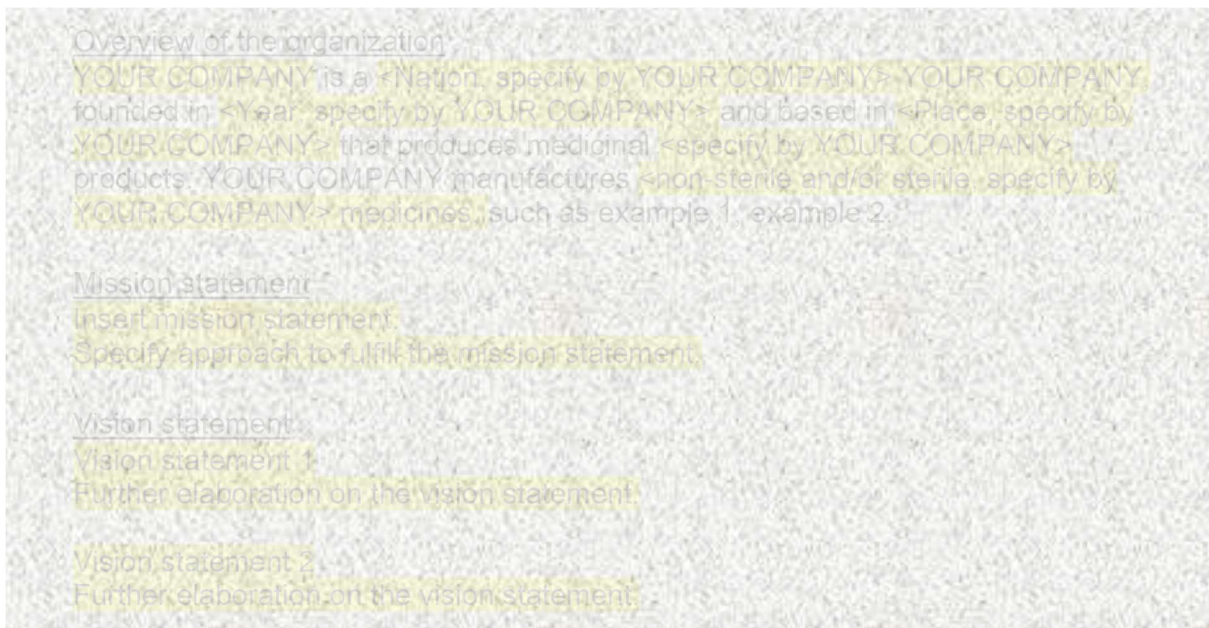 Overview of the organization
YOUR COMPANY is a <Nation, specify by YOUR COMPANY> YOUR COMPANY
founded in <Year, specify by YOUR COMPANY> and based in <Place, specify by
YOUR COMPANY> that produces medicinal <specify by YOUR COMPANY>
products. YOUR COMPANY manufactures <non-sterile and/or sterile, specify by
YOUR COMPANY> medicines, such as example 1, example 2.
Mission statement
Insert mission statement.
Specify approach to fulfill the mission statement.
Vision statement
Vision statement 1
Further elaboration on the vision statement.
Vision statement 2
Further elaboration on the vision statement.